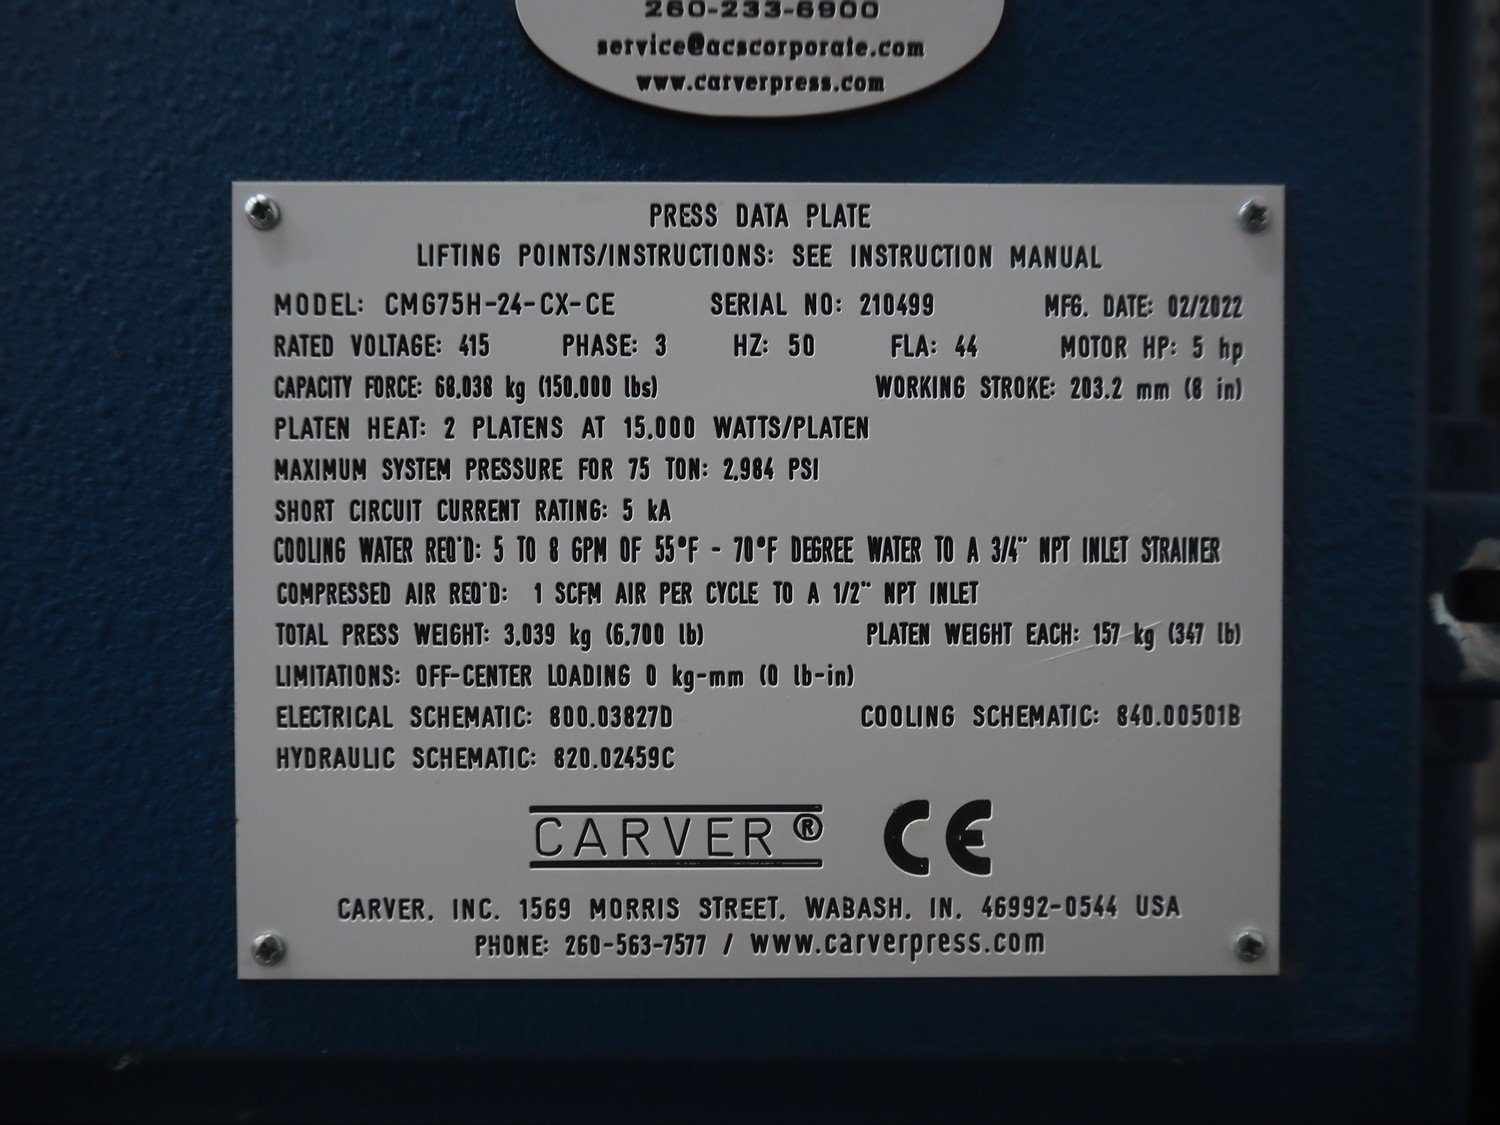 260-233-6900
service@acscorporate.com
www.carverpress.com
PRESS DATA PLATE
LIFTING POINTS/INSTRUCTIONS: SEE INSTRUCTION MANUAL
MODEL: CMG75H-24-CX-CE SERIAL NO: 210499 MFG. DATE: 02/2022
RATED VOLTAGE: 415 PHASE: 3 HZ: 50 FLA: 44 MOTOR HP: 5 hp
CAPACITY FORCE: 68,038 kg (150,000 lbs) WORKING STROKE: 203.2 mm (8 in)
PLATEN HEAT: 2 PLATENS AT 15,000 WATTS/PLATEN
MAXIMUM SYSTEM PRESSURE FOR 75 TON: 2,984 PSI
SHORT CIRCUIT CURRENT RATING: 5 kA
COOLING WATER REQ'D: 5 TO 8 GPM OF 55°F - 70°F DEGREE WATER TO A 3/4" NPT INLET STRAINER
COMPRESSED AIR REQ'D: 1 SCFM AIR PER CYCLE TO A 1/2" NPT INLET
TOTAL PRESS WEIGHT: 3,039 kg (6,700 lb) PLATEN WEIGHT EACH: 157 kg (347 lb)
LIMITATIONS: OFF-CENTER LOADING 0 kg-mm (0 lb-in)
ELECTRICAL SCHEMATIC: 800.03827D COOLING SCHEMATIC: 840.00501B
HYDRAULIC SCHEMATIC: 820.02459C
CARVER® CE
CARVER, INC. 1569 MORRIS STREET, WABASH, IN, 46992-0544 USA
PHONE: 260-563-7577 / www.carverpress.com